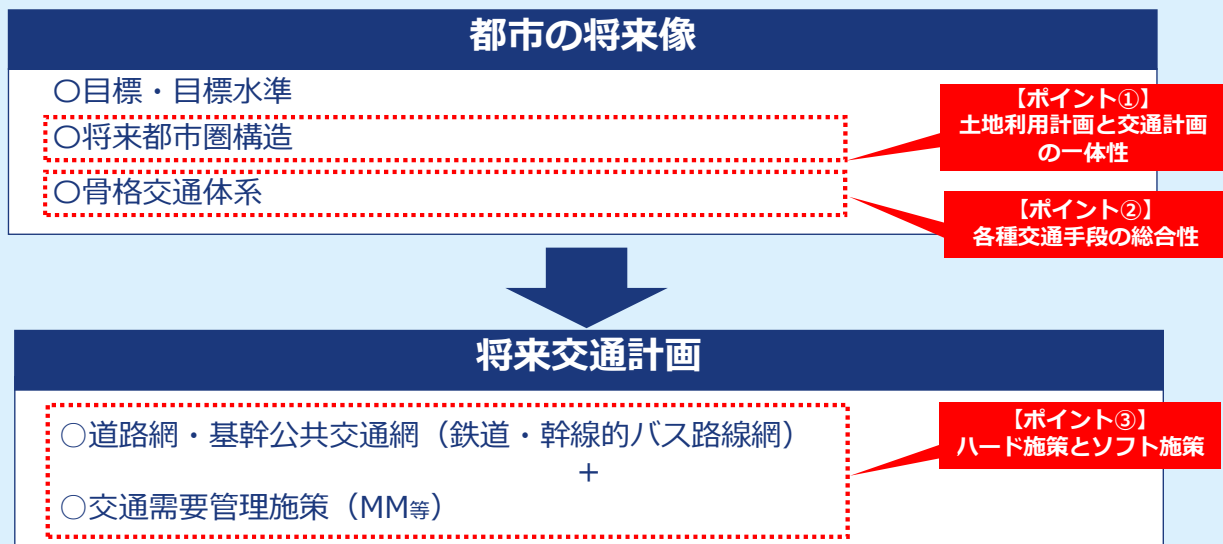 都市の将来像
〇目標・目標水準
〇将来都市圏構造
〇骨格交通体系
【ポイント①】
土地利用計画と交通計画
の一体性
【ポイント②】
各種交通手段の総合性
将来交通計画
○道路網・基幹公共交通網（鉄道・幹線的バス路線網）
＋
○交通需要管理施策（MM等）
【ポイント③】
ハード施策とソフト施策